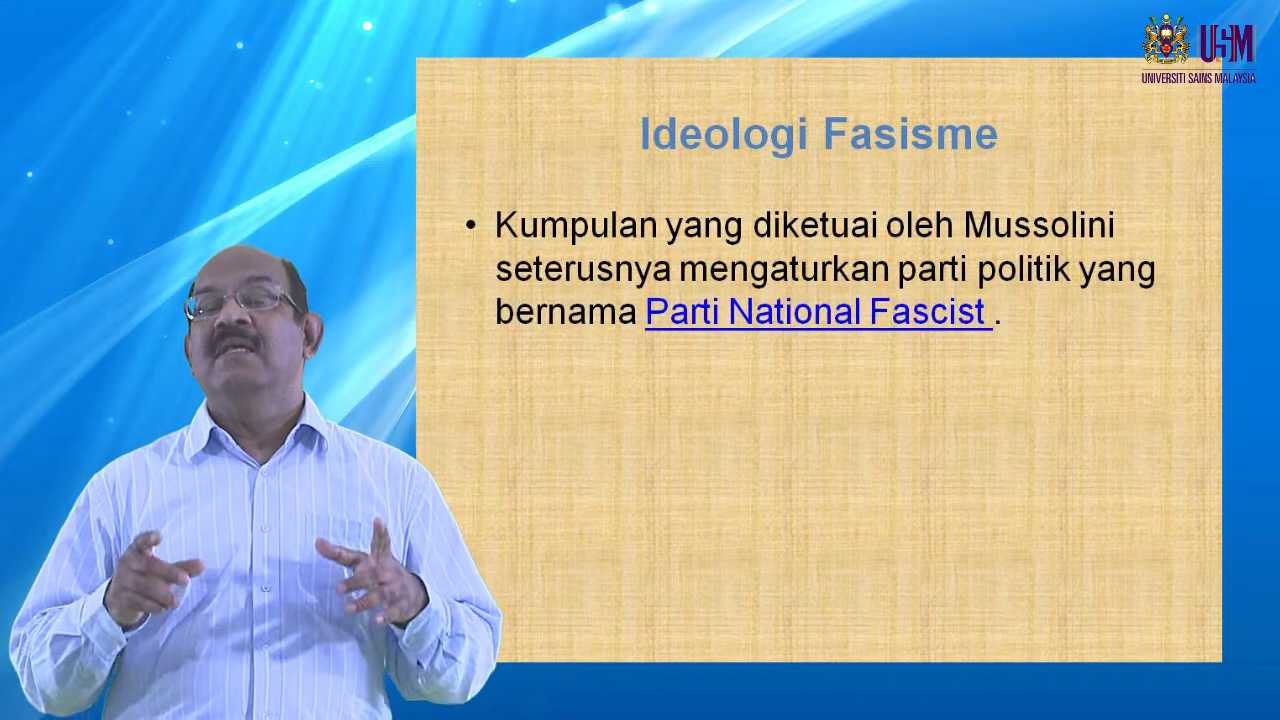 USM
UNIVERSITI SAINS MALAYSIA
Ideologi Fasisme
• Kumpulan yang diketuai oleh Mussolini
seterusnya mengaturkan parti politik yang
bernama Parti National Fascist .